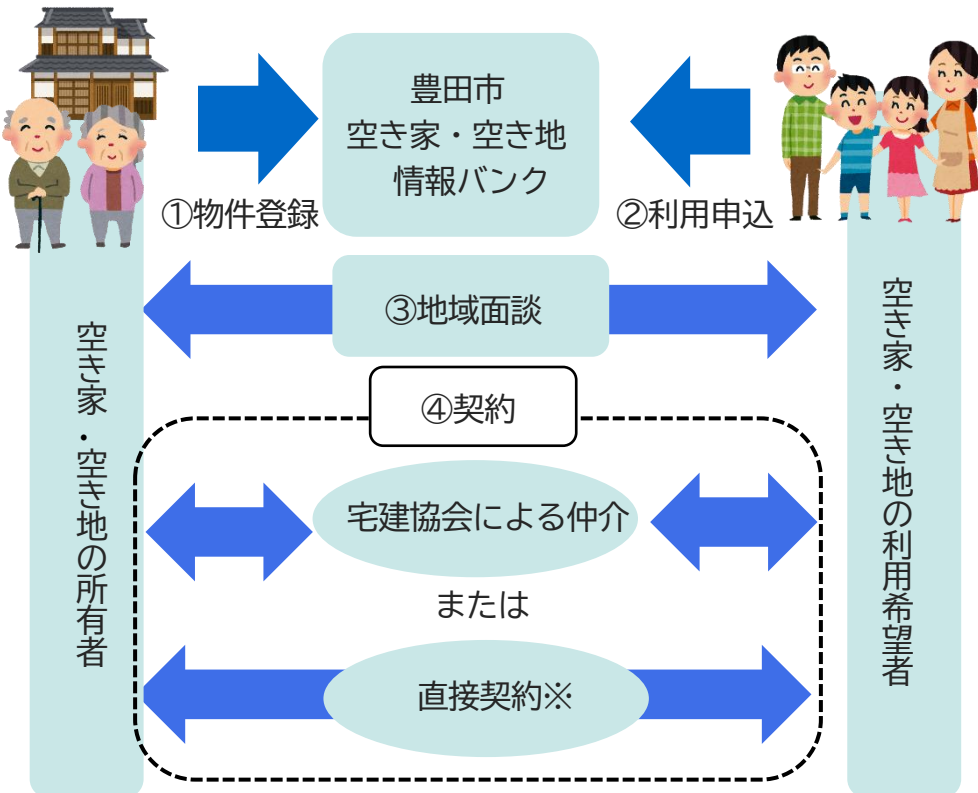 豊田市
空き家・空き地
情報バンク
①物件登録
②利用申込
③地域面談
④契約
宅建協会による仲介
または
直接契約※
空き家・空き地の所有者
空き家・空き地の利用希望者